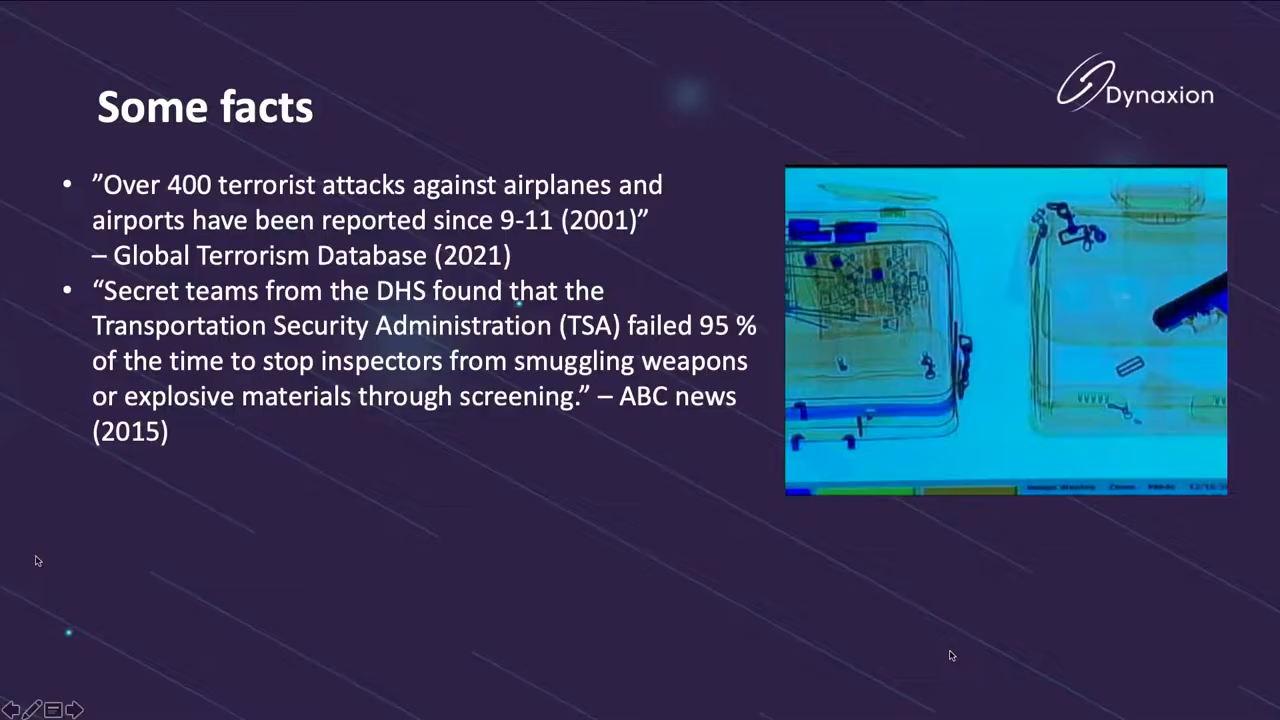 Some facts
Dynaxion
• ”Over 400 terrorist attacks against airplanes and
airports have been reported since 9-11 (2001)”
– Global Terrorism Database (2021)
• “Secret teams from the DHS found that the
Transportation Security Administration (TSA) failed 95 %
of the time to stop inspectors from smuggling weapons
or explosive materials through screening.” – ABC news
(2015)